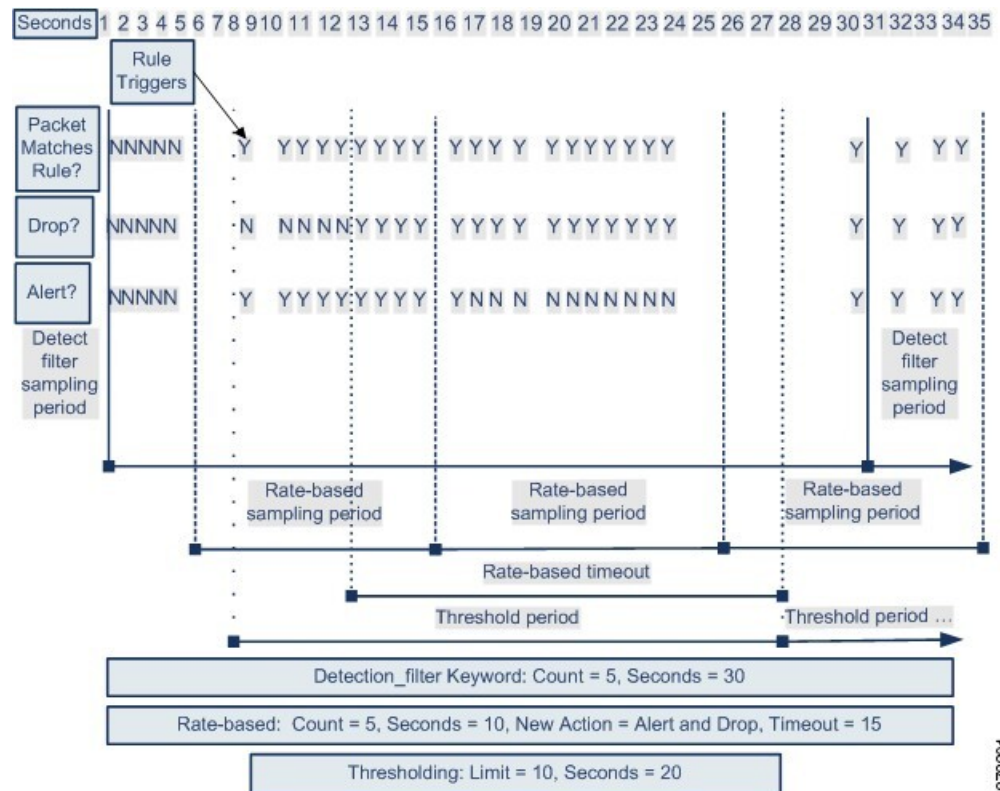 Seconds 1 2 3 4 5 6 7 8 9 10 11 12 13 14 15 16 17 18 19 20 21 22 23 24 25 26 27 28 29 30 31 32 33 34 35
Rule
Triggers
Packet
Matches
Rule?
NNNNN Y Y Y Y Y Y Y Y Y Y Y Y Y Y Y Y Y Y Y Y Y Y Y Y
Drop?
NNNNN N N N N N Y Y Y Y Y Y Y Y Y Y Y Y Y Y Y Y Y Y Y
Alert?
NNNNN Y Y Y Y Y Y Y Y Y Y N N N N N N N N N N Y Y Y Y
Detect
filter
sampling
period
Detect
filter
sampling
period
Rate-based
sampling period
Rate-based
sampling period
Rate-based
sampling period
Rate-based timeout
Threshold period
Threshold period ...
Detection_filter Keyword: Count = 5, Seconds = 30
Rate-based: Count = 5, Seconds = 10, New Action = Alert and Drop, Timeout = 15
Thresholding: Limit = 10, Seconds = 20